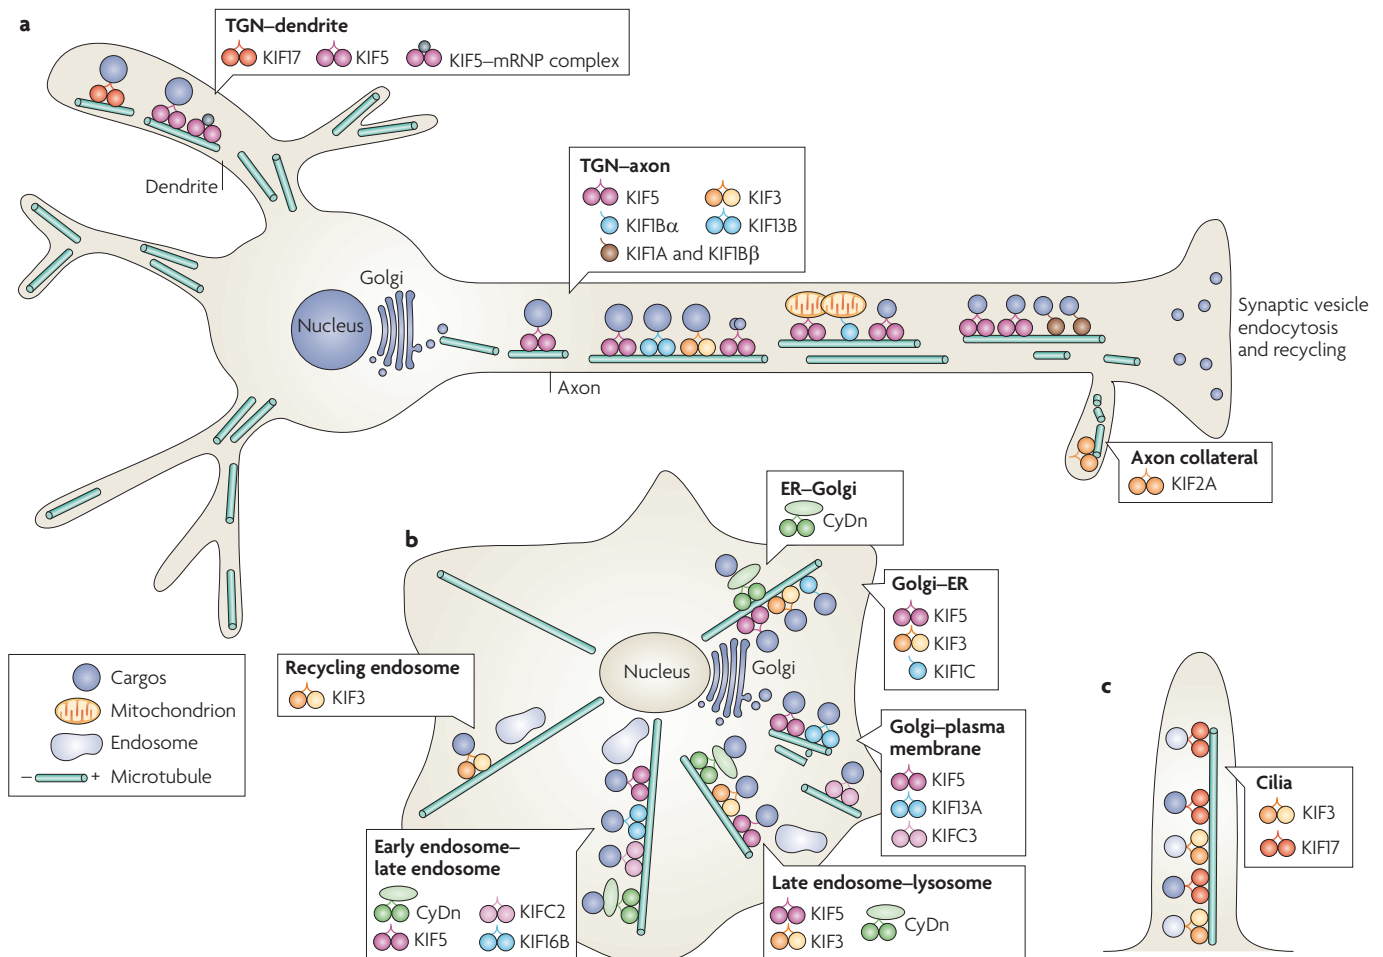 a
TGN–dendrite
KIF17
KIF5
KIF5–mRNP complex
Dendrite
TGN–axon
KIF5
KIF3
KIF1Bα
KIF13B
KIF1A and KIF1Bβ
Golgi
Nucleus
Axon
Synaptic vesicle
endocytosis
and recycling
Axon collateral
KIF2A
b
ER–Golgi
CyDn
Golgi–ER
KIF5
KIF3
KIF1C
Nucleus
Golgi
Recycling endosome
KIF3
Golgi–plasma
membrane
KIF5
KIF13A
KIFC3
Early endosome–
late endosome
CyDn
KIFC2
KIF5
KIF16B
Late endosome–lysosome
KIF5
CyDn
KIF3
Cargos
Mitochondrion
Endosome
– + Microtubule
c
Cilia
KIF3
KIF17